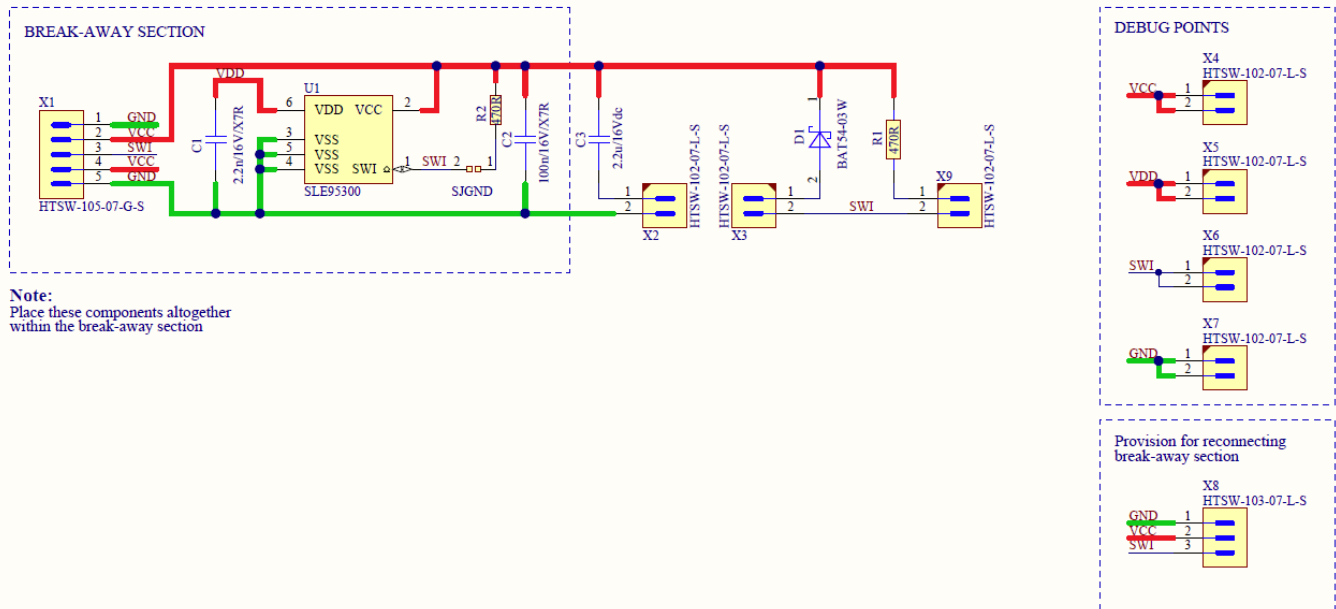 BREAK-AWAY SECTION
X1
1 GND
2 VCC
3 SWI
4 VCC
5 GND
HTSW-105-07-G-S
VDD
C1
2.2n/16V/X7R
U1
6 VDD VCC 2
3 VSS
5 VSS
4 VSS SWI 1
SLE95300
SWI 2 1
SJGND
R2
470R
C2
100n/16V/X7R
C3
2.2u/16Vdc
1
2
X2
HTSW-102-07-L-S
HTSW-102-07-L-S
X3
1
2
1
D1
BAT54-03W
2
SWI
R1
470R
X9
1
2
HTSW-102-07-L-S
Note:
Place these components altogether
within the break-away section
DEBUG POINTS
X4
HTSW-102-07-L-S
VCC 1
2
X5
HTSW-102-07-L-S
VDD 1
2
X6
HTSW-102-07-L-S
SWI 1
2
X7
HTSW-102-07-L-S
GND 1
2
Provision for reconnecting
break-away section
X8
HTSW-103-07-L-S
GND 1
VCC 2
SWI 3